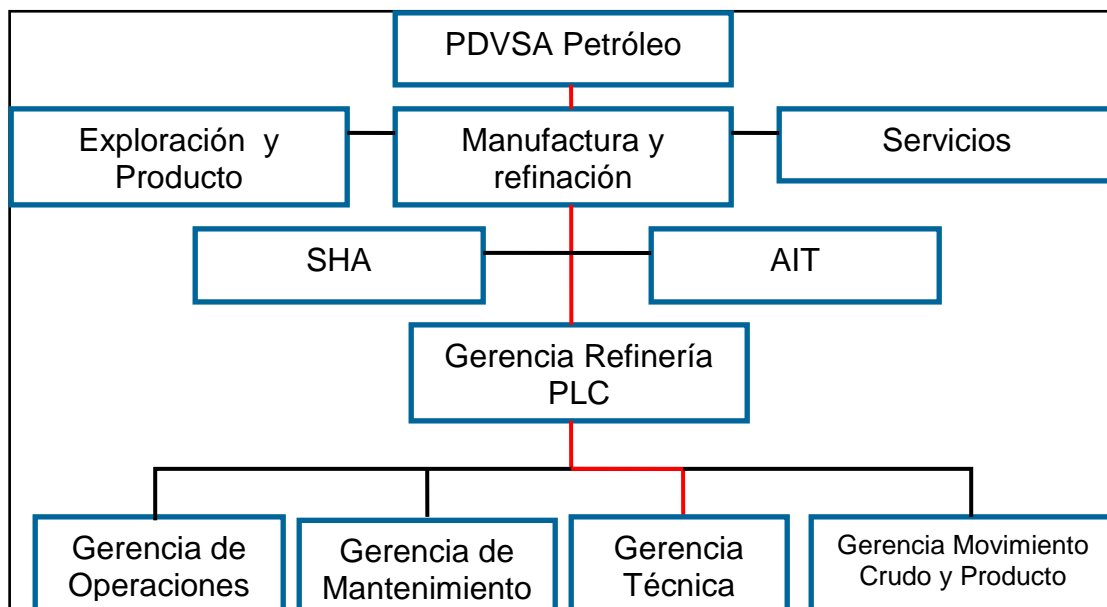 PDVSA Petróleo
Exploración y
Producto
Manufactura y
refinación
Servicios
SHA
AIT
Gerencia Refinería
PLC
Gerencia de
Operaciones
Gerencia de
Mantenimiento
Gerencia
Técnica
Gerencia Movimiento
Crudo y Producto